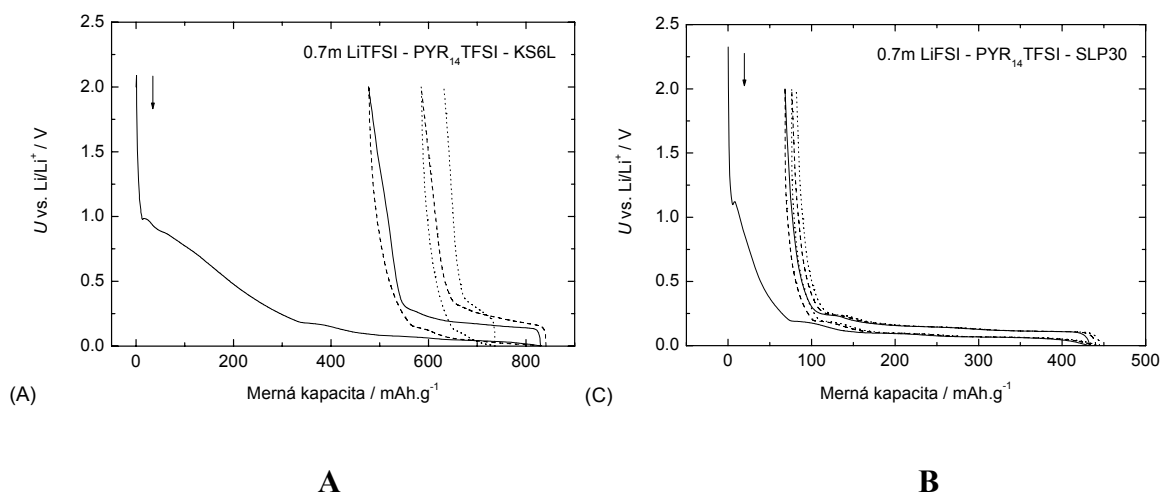 2.5
2.0
1.5
1.0
0.5
0.0
U vs. Li/Li⁺ / V
0.7m LiTFSI - PYR₁₄TFSI - KS6L
0 200 400 600 800
Merná kapacita / mAh.g⁻¹
(A)
2.5
2.0
1.5
1.0
0.5
0.0
U vs. Li/Li⁺ / V
0.7m LiFSI - PYR₁₄TFSI - SLP30
0 100 200 300 400 500
Merná kapacita / mAh.g⁻¹
(C)
A
B